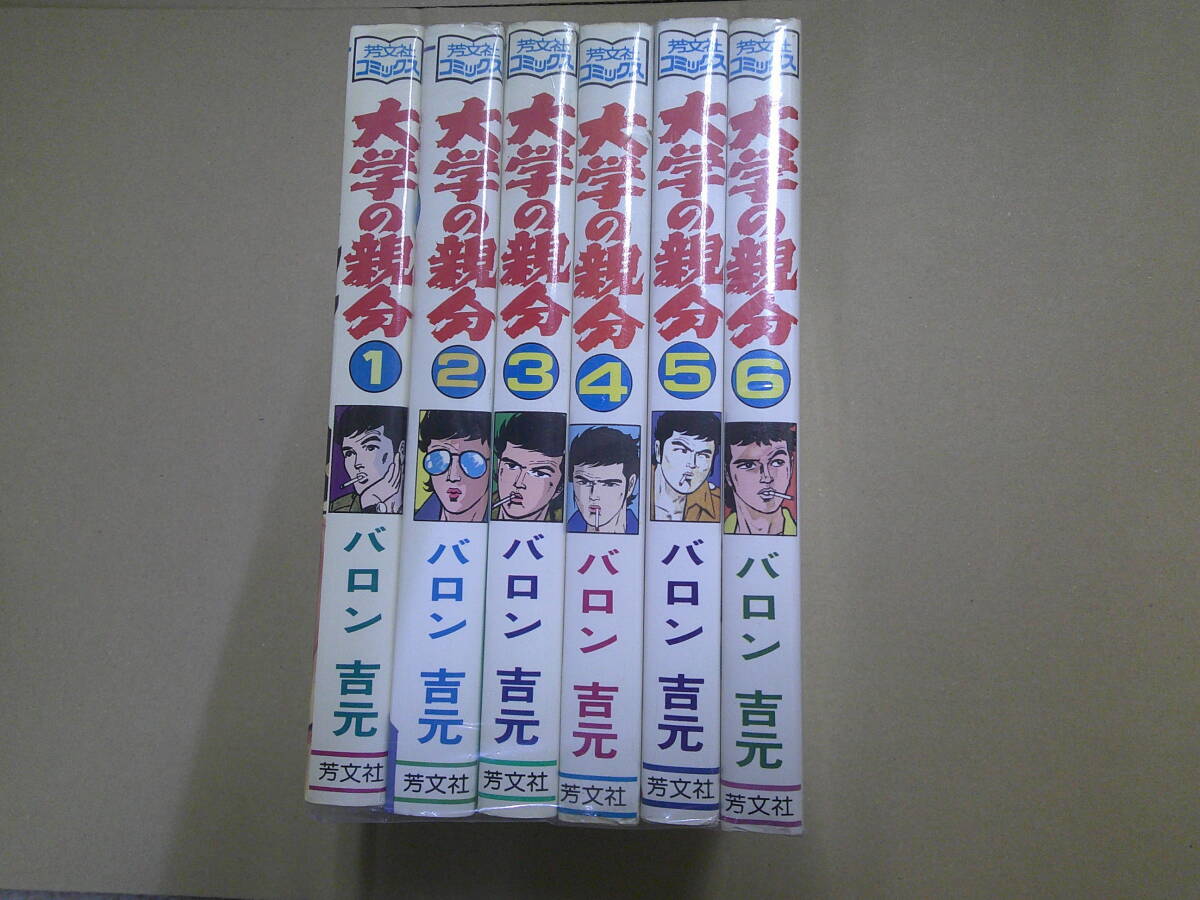 芳文社
コミックス
大学の親分
1
バロン 吉元
芳文社
芳文社
コミックス
大学の親分
2
バロン 吉元
芳文社
芳文社
コミックス
大学の親分
3
バロン 吉元
芳文社
芳文社
コミックス
大学の親分
4
バロン 吉元
芳文社
芳文社
コミックス
大学の親分
5
バロン 吉元
芳文社
芳文社
コミックス
大学の親分
6
バロン 吉元
芳文社